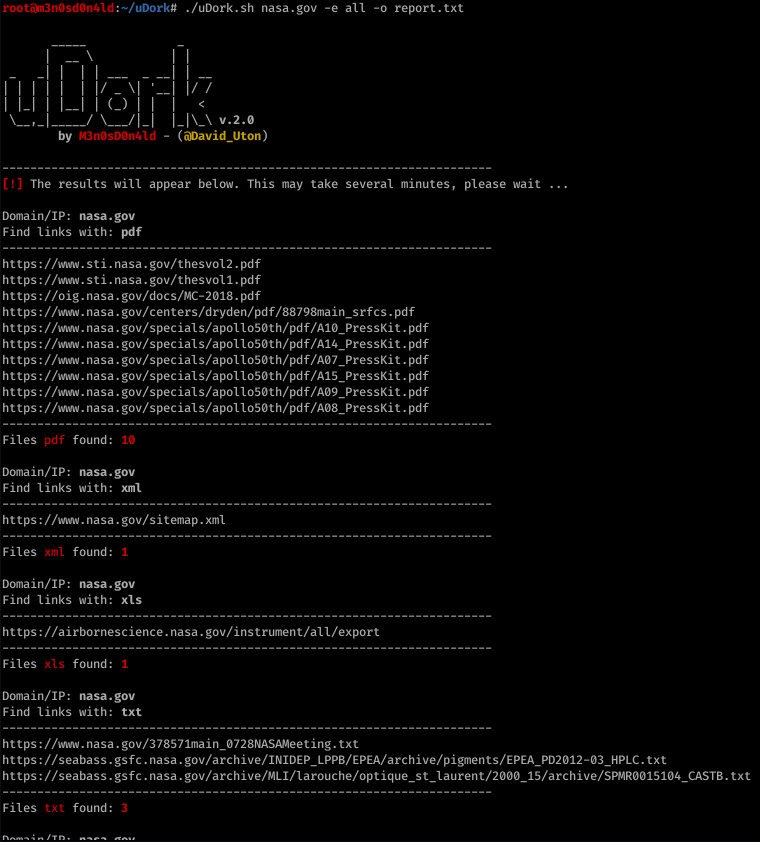 root@m3n0sd0n4ld:~/uDork# ./uDork.sh nasa.gov -e all -o report.txt
uDork v.2.0
by M3n0sD0n4ld - (@David_Uton)
-----------------------------------------------------------------
[!] The results will appear below. This may take several minutes, please wait ...
Domain/IP: nasa.gov
Find links with: pdf
-----------------------------------------------------------------
https://www.sti.nasa.gov/thesvol2.pdf
https://www.sti.nasa.gov/thesvol1.pdf
https://oig.nasa.gov/docs/MC-2018.pdf
https://www.nasa.gov/centers/dryden/pdf/88798main_srfcs.pdf
https://www.nasa.gov/specials/apollo50th/pdf/A10_PressKit.pdf
https://www.nasa.gov/specials/apollo50th/pdf/A14_PressKit.pdf
https://www.nasa.gov/specials/apollo50th/pdf/A07_PressKit.pdf
https://www.nasa.gov/specials/apollo50th/pdf/A15_PressKit.pdf
https://www.nasa.gov/specials/apollo50th/pdf/A09_PressKit.pdf
https://www.nasa.gov/specials/apollo50th/pdf/A08_PressKit.pdf
-----------------------------------------------------------------
Files pdf found: 10
Domain/IP: nasa.gov
Find links with: xml
-----------------------------------------------------------------
https://www.nasa.gov/sitemap.xml
-----------------------------------------------------------------
Files xml found: 1
Domain/IP: nasa.gov
Find links with: xls
-----------------------------------------------------------------
https://airbornescience.nasa.gov/instrument/all/export
-----------------------------------------------------------------
Files xls found: 1
Domain/IP: nasa.gov
Find links with: txt
-----------------------------------------------------------------
https://www.nasa.gov/378571main_0728NASAMeeting.txt
https://seabass.gsfc.nasa.gov/archive/INIDEP_LPPB/EPEA/archive/pigments/EPEA_PD2012-03_HPLC.txt
https://seabass.gsfc.nasa.gov/archive/MLI/larouche/optique_st_laurent/2000_15/archive/SPMR0015104_CASTB.txt
-----------------------------------------------------------------
Files txt found: 3
Domain/IP: nasa.gov